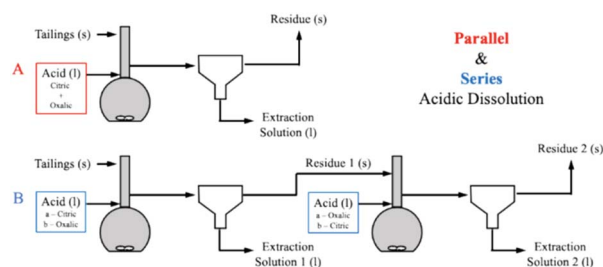 Residue (s)
Tailings (s)
A
Acid (l)
Citric
+
Oxalic
Extraction
Solution (l)
Parallel
&
Series
Acidic Dissolution
Residue 2 (s)
Tailings (s)
Residue 1 (s)
B
Acid (l)
a – Citric
b – Oxalic
Acid (l)
a – Oxalic
b – Citric
Extraction
Solution 1 (l)
Extraction
Solution 2 (l)